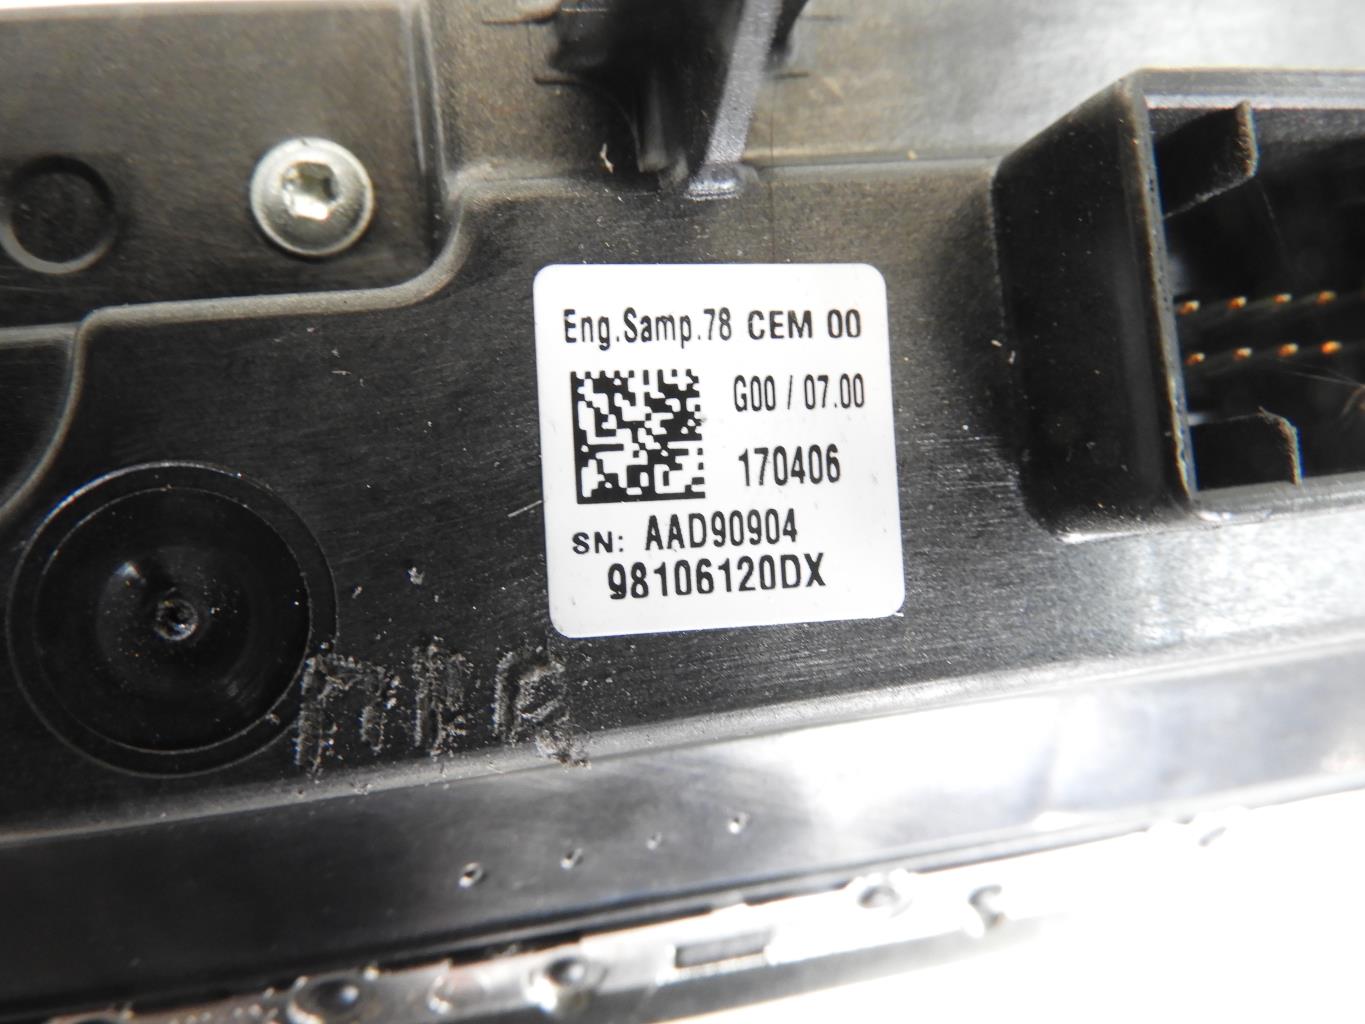 Eng.Samp.78 CEM 00
G00 / 07.00
170406
SN: AAD90904
98106120DX